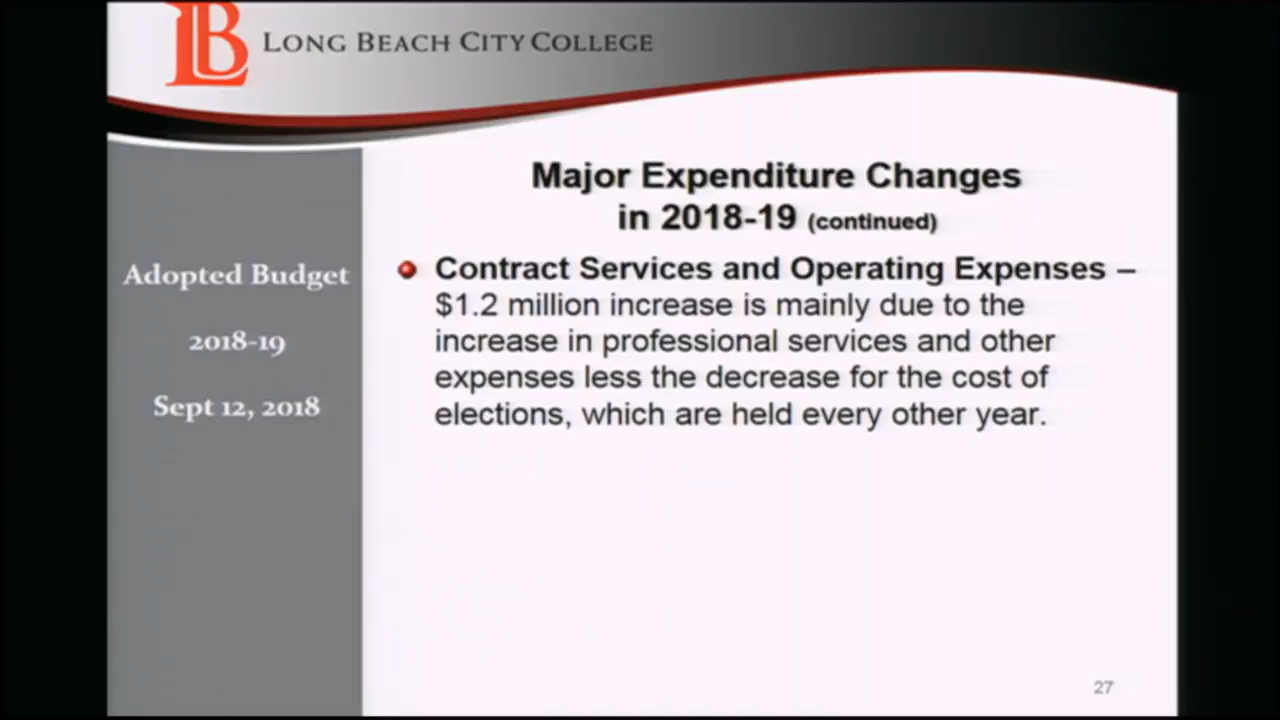 LB LONG BEACH CITY COLLEGE
Adopted Budget
2018-19
Sept 12, 2018
Major Expenditure Changes
in 2018-19 (continued)
Contract Services and Operating Expenses –
$1.2 million increase is mainly due to the
increase in professional services and other
expenses less the decrease for the cost of
elections, which are held every other year.
27